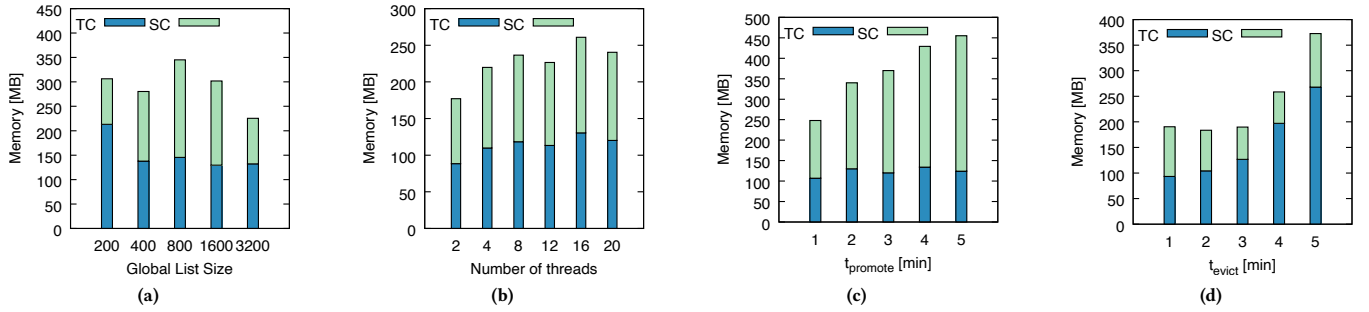 TC SC
Memory [MB]
450
400
350
300
250
200
150
100
50
0
200 400 800 1600 3200
Global List Size
(a)
TC SC
Memory [MB]
300
250
200
150
100
50
0
2 4 8 12 16 20
Number of threads
(b)
TC SC
Memory [MB]
500
450
400
350
300
250
200
150
100
50
0
1 2 3 4 5
t_promote [min]
(c)
TC SC
Memory [MB]
400
350
300
250
200
150
100
50
0
1 2 3 4 5
t_evict [min]
(d)